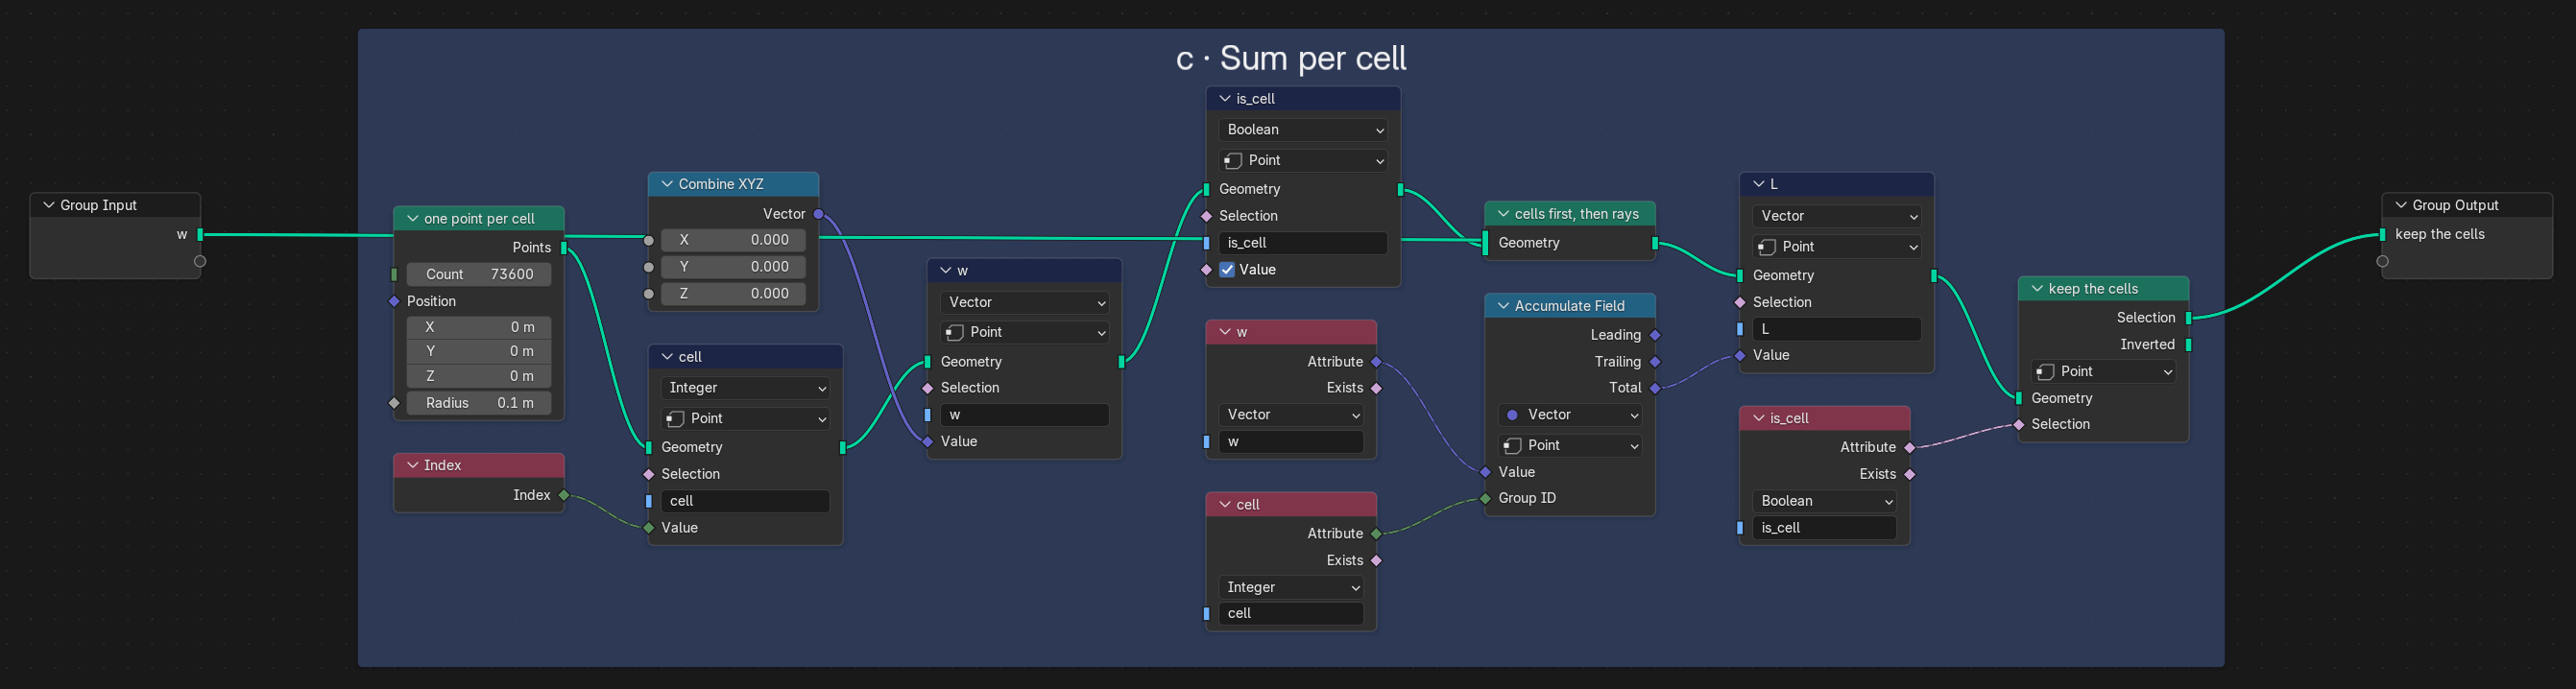 c · Sum per cell
Group Input
w
one point per cell
Points
Count 73600
Position
X 0 m
Y 0 m
Z 0 m
Radius 0.1 m
Index
Index
Combine XYZ
Vector
X 0.000
Y 0.000
Z 0.000
cell
Integer
Point
Geometry
Selection
cell
Value
w
Vector
Point
Geometry
Selection
w
Value
is_cell
Boolean
Point
Geometry
Selection
is_cell
Value
w
Attribute
Exists
Vector
w
cell
Attribute
Exists
Integer
cell
cells first, then rays
Geometry
Accumulate Field
Leading
Trailing
Total
Vector
Point
Value
Group ID
L
Vector
Point
Geometry
Selection
L
Value
is_cell
Attribute
Exists
Boolean
is_cell
keep the cells
Selection
Inverted
Point
Geometry
Selection
Group Output
keep the cells